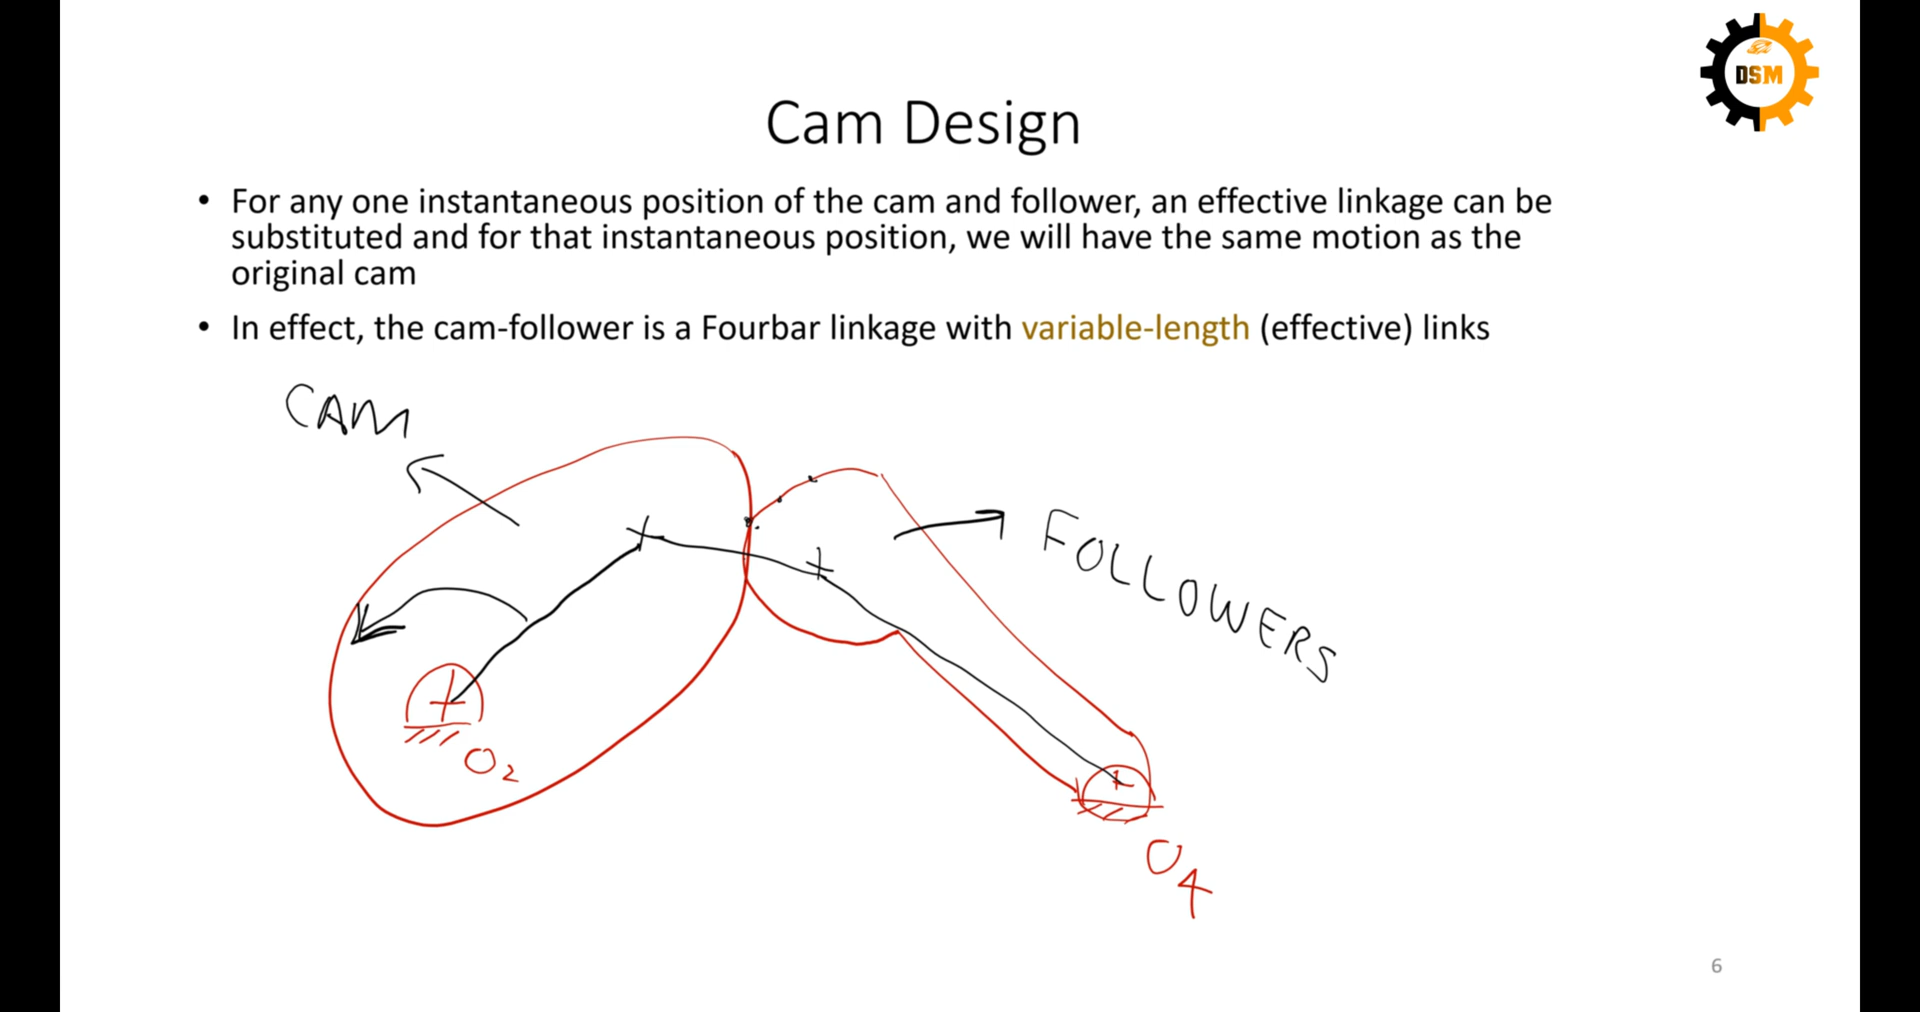 DSM
Cam Design
• For any one instantaneous position of the cam and follower, an effective linkage can be
substituted and for that instantaneous position, we will have the same motion as the
original cam
• In effect, the cam-follower is a Fourbar linkage with variable-length (effective) links
CAM
FOLLOWERS
O2
O4
6